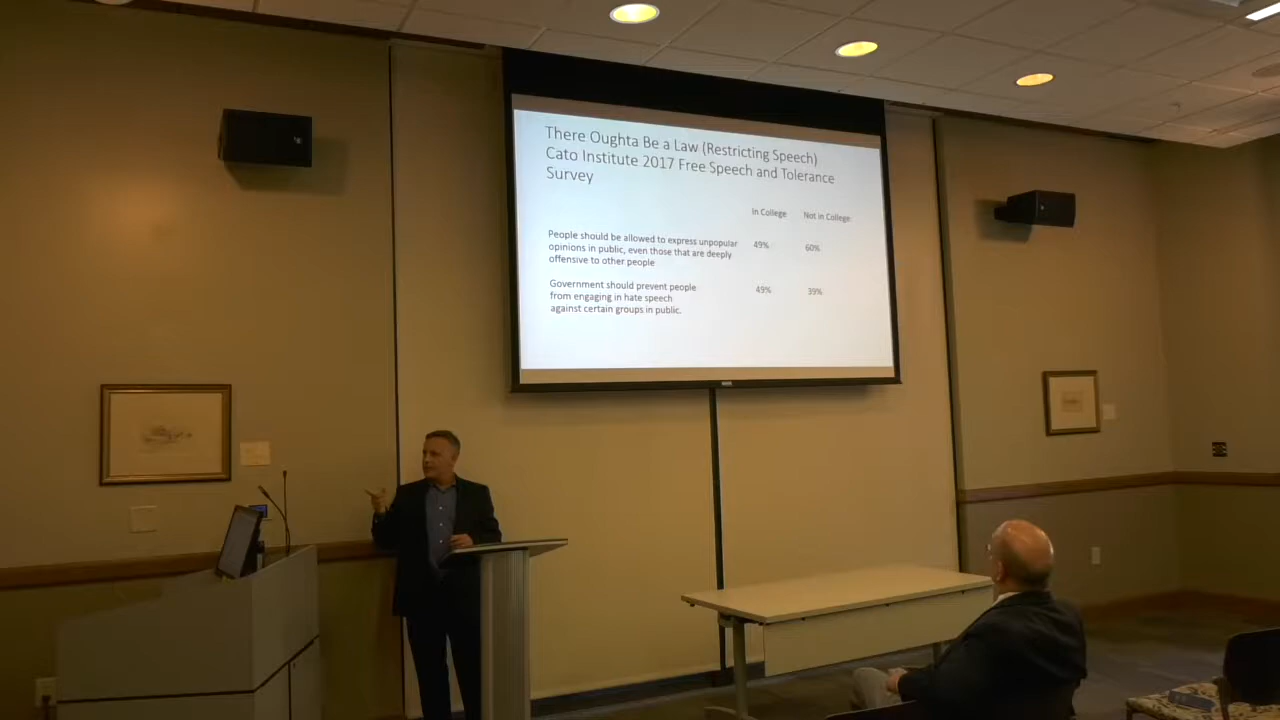 There Oughta Be a Law (Restricting Speech)
Cato Institute 2017 Free Speech and Tolerance
Survey
In College Not in College
People should be allowed to express unpopular 49% 60%
opinions in public, even those that are deeply
offensive to other people
Government should prevent people 49% 39%
from engaging in hate speech
against certain groups in public.